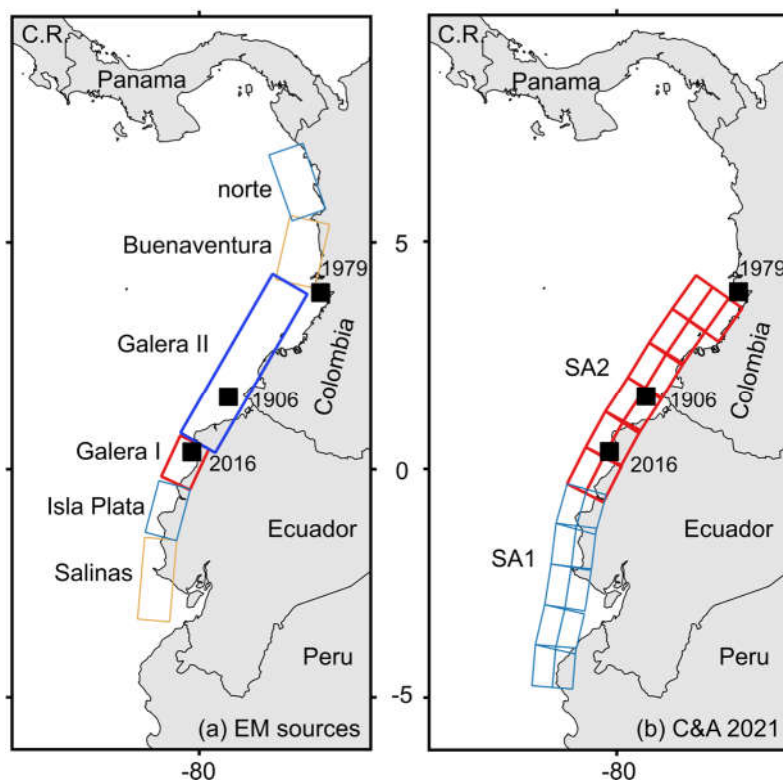 C.R
Panama
norte
Buenaventura
1979
Galera II
Colombia
1906
Galera I
2016
Isla Plata
Ecuador
Salinas
Peru
(a) EM sources
-80
5
0
-5
C.R
Panama
1979
Colombia
SA2
1906
2016
Ecuador
SA1
Peru
(b) C&A 2021
-80